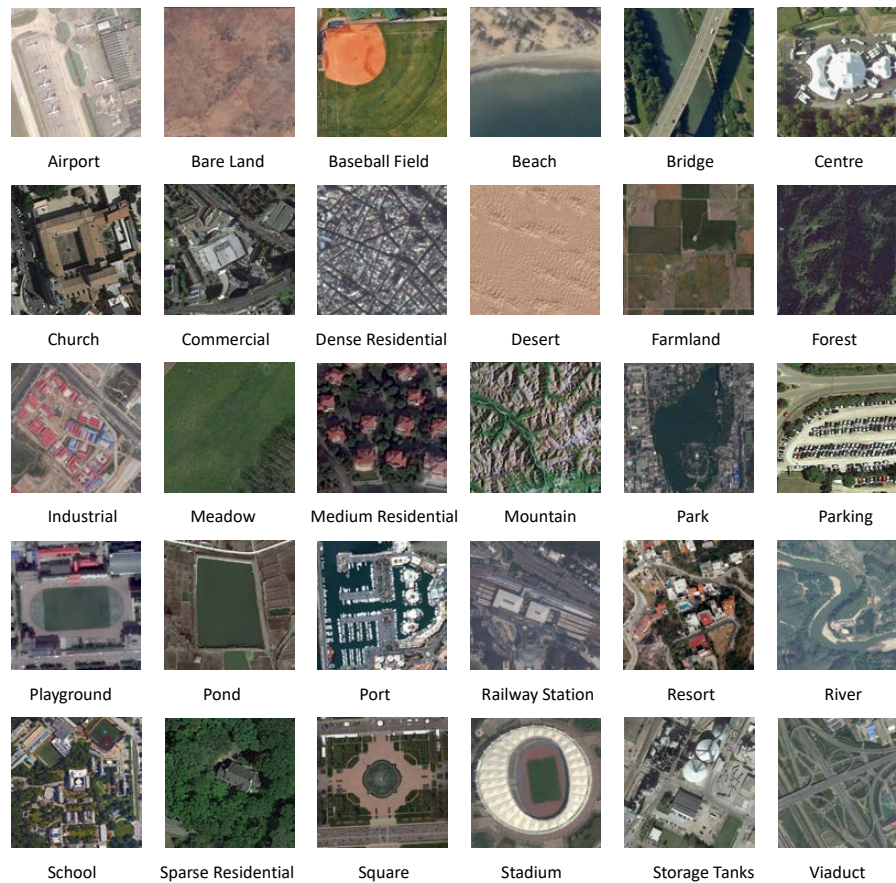 Airport Bare Land Baseball Field Beach Bridge Centre
Church Commercial Dense Residential Desert Farmland Forest
Industrial Meadow Medium Residential Mountain Park Parking
Playground Pond Port Railway Station Resort River
School Sparse Residential Square Stadium Storage Tanks Viaduct